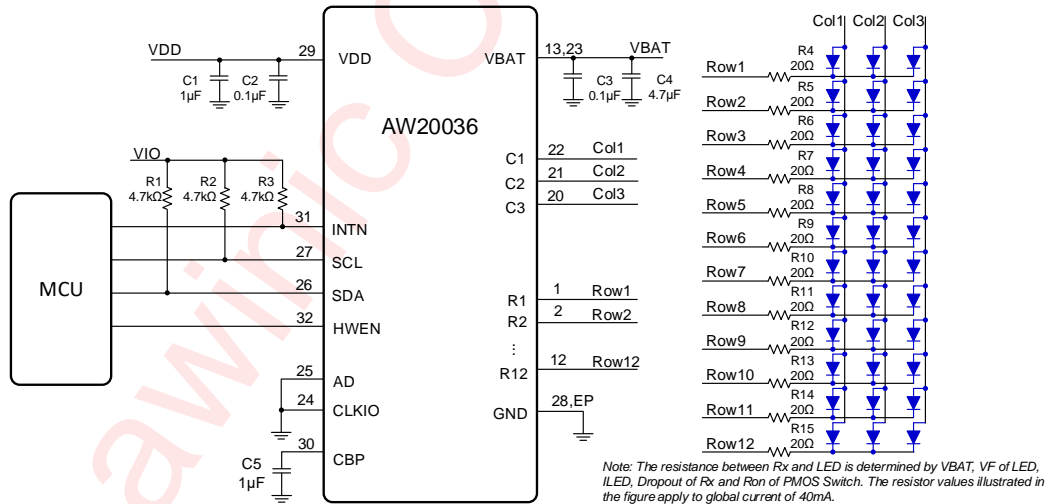 VDD
C1
1µF
C2
0.1µF
29
VDD
VBAT
13,23
VBAT
C3
0.1µF
C4
4.7µF
AW20036
VIO
R1
4.7kΩ
R2
4.7kΩ
R3
4.7kΩ
MCU
31
INTN
27
SCL
26
SDA
32
HWEN
25
AD
24
CLKIO
30
CBP
C5
1µF
C1
22
Col1
C2
21
Col2
C3
20
Col3
R1
1
Row1
R2
2
Row2
...
R12
12
Row12
GND
28,EP
Col1 Col2 Col3
R4
Row1
20Ω
R5
Row2
20Ω
R6
Row3
20Ω
R7
Row4
20Ω
R8
Row5
20Ω
R9
Row6
20Ω
R10
Row7
20Ω
R11
Row8
20Ω
R12
Row9
20Ω
R13
Row10
20Ω
R14
Row11
20Ω
R15
Row12
20Ω
Note: The resistance between Rx and LED is determined by VBAT, VF of LED,
ILED, Dropout of Rx and Ron of PMOS Switch. The resistor values illustrated in
the figure apply to global current of 40mA.
awinic C